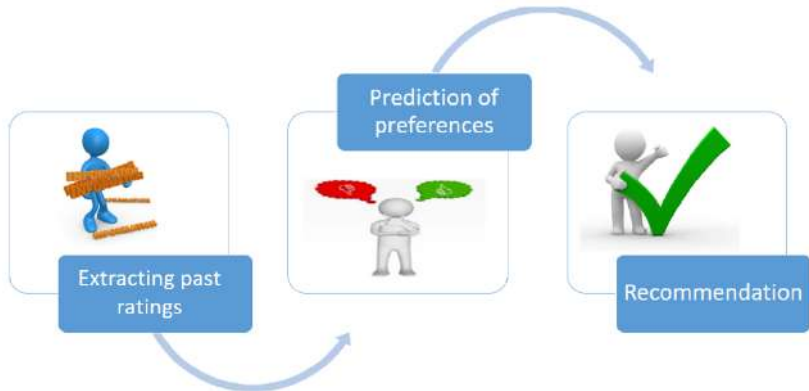 Extracting past
ratings
Prediction of
preferences
Recommendation